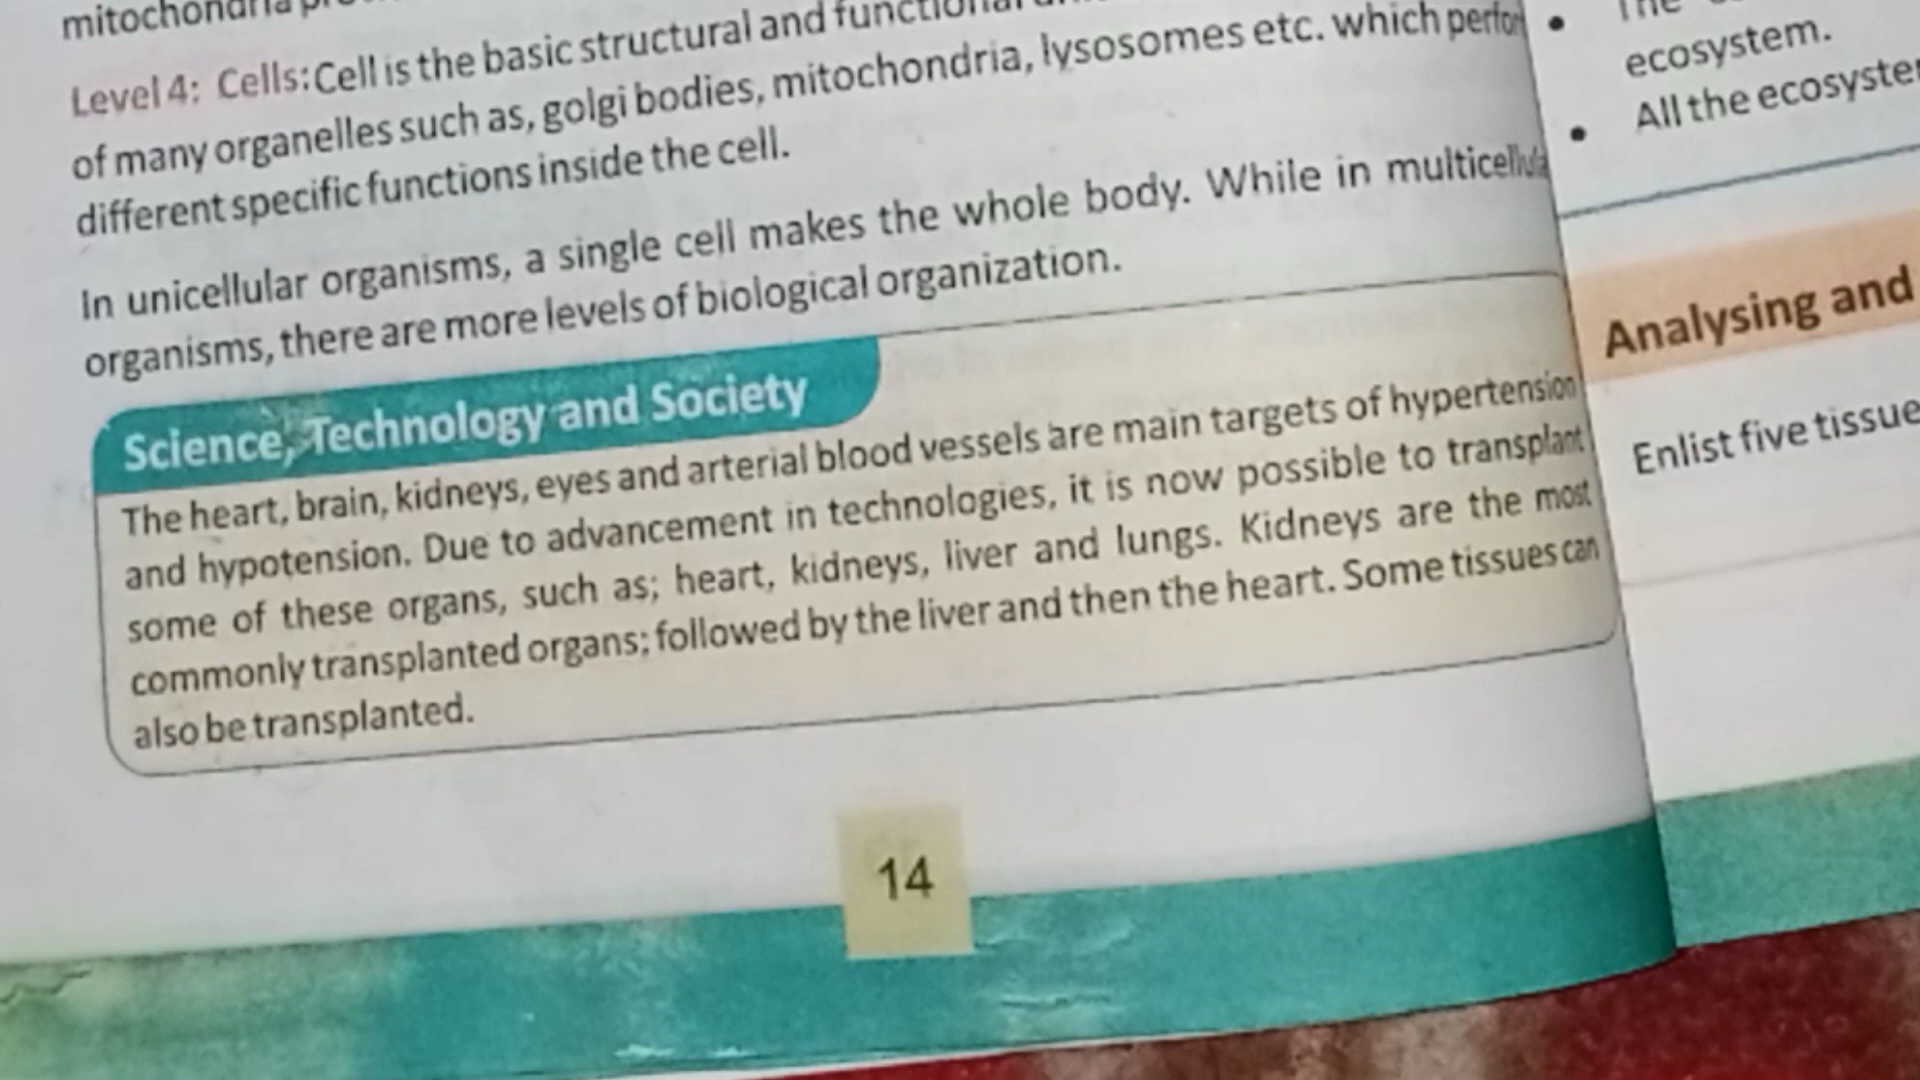 mitochondria
Level 4: Cells: Cell is the basic structural and functional
of many organelles such as, golgi bodies, mitochondria, lysosomes etc. which perfor
different specific functions inside the cell.
In unicellular organisms, a single cell makes the whole body. While in multicellula
organisms, there are more levels of biological organization.
Science, Technology and Society
The heart, brain, kidneys, eyes and arterial blood vessels are main targets of hypertension
and hypotension. Due to advancement in technologies, it is now possible to transplant
some of these organs, such as; heart, kidneys, liver and lungs. Kidneys are the most
commonly transplanted organs; followed by the liver and then the heart. Some tissues can
also be transplanted.
14
• The
ecosystem.
• All the ecosyste
Analysing and
Enlist five tissue